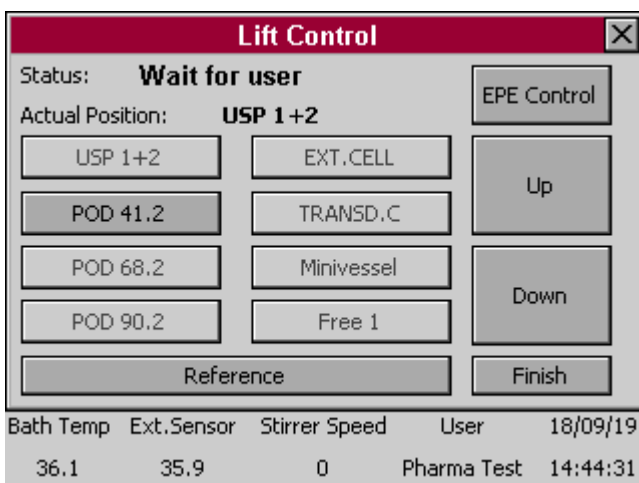 Lift Control
Status: Wait for user
EPE Control
Actual Position: USP 1+2
USP 1+2 EXT.CELL
Up
POD 41.2 TRANSD.C
POD 68.2 Minivessel
Down
POD 90.2 Free 1
Reference Finish
Bath Temp Ext.Sensor Stirrer Speed User 18/09/19
36.1 35.9 0 Pharma Test 14:44:31